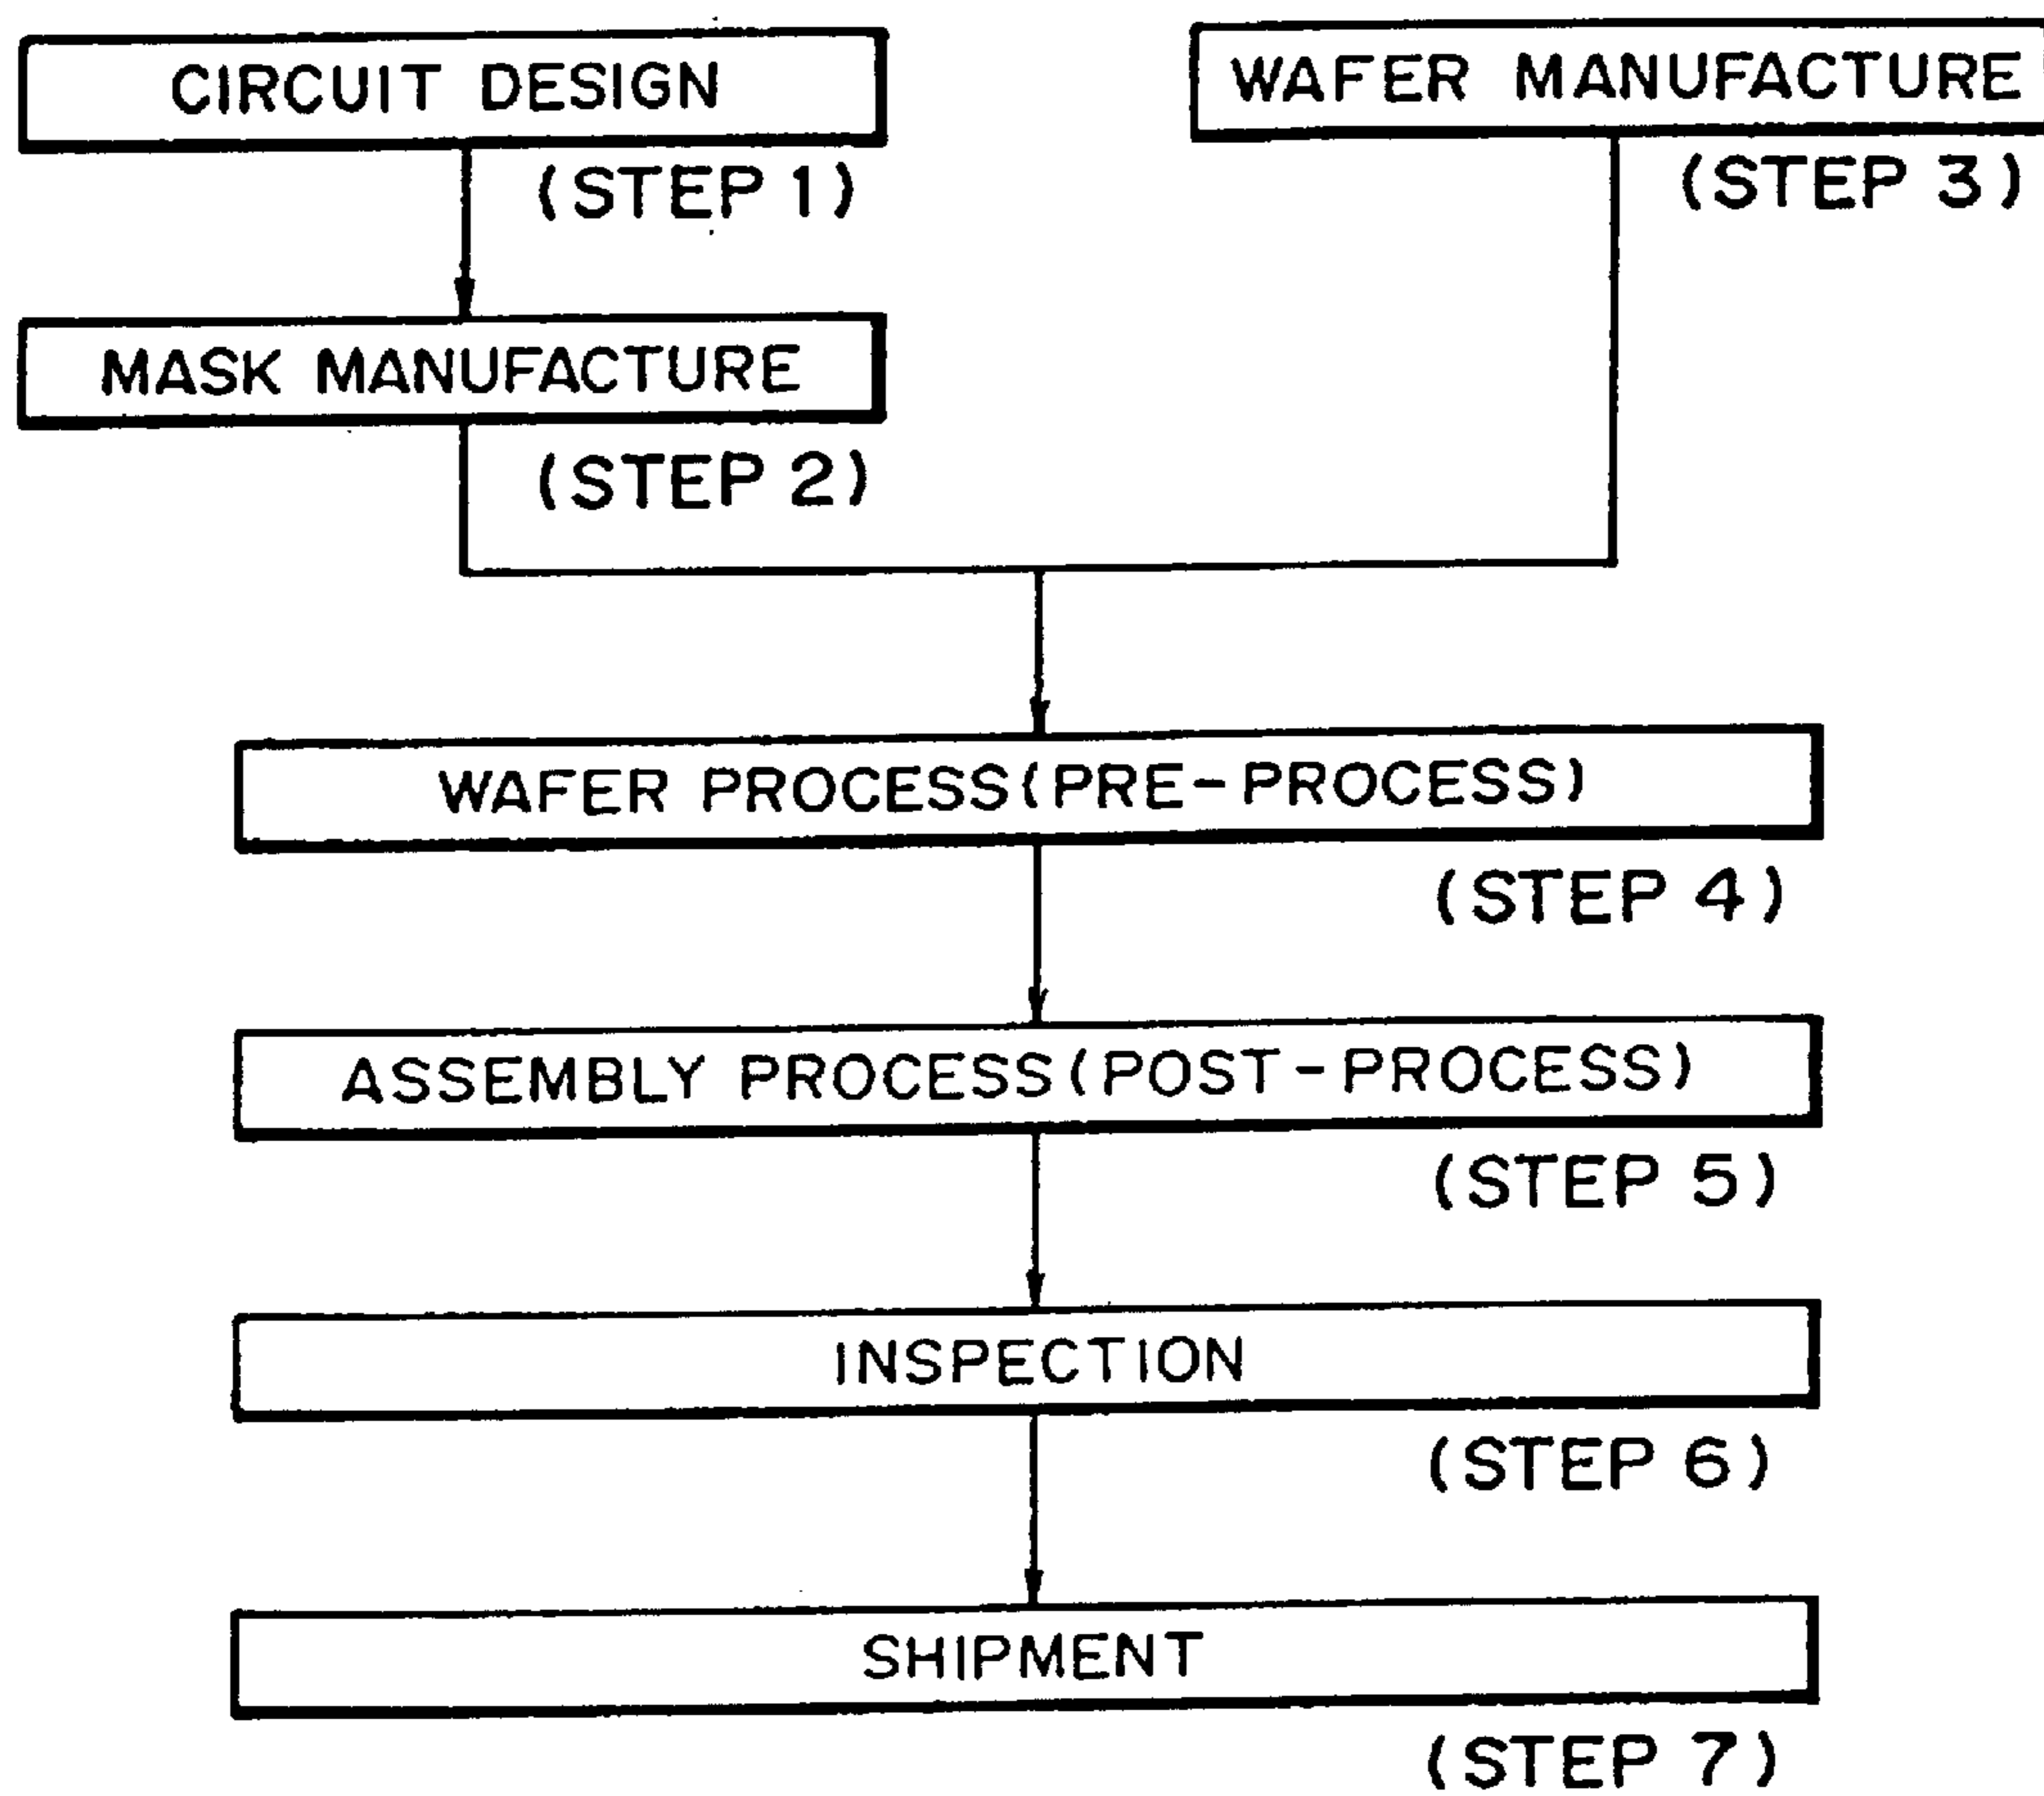 CIRCUIT DESIGN
(STEP 1)
WAFER MANUFACTURE
(STEP 3)
MASK MANUFACTURE
(STEP 2)
WAFER PROCESS(PRE-PROCESS)
(STEP 4)
ASSEMBLY PROCESS(POST-PROCESS)
(STEP 5)
INSPECTION
(STEP 6)
SHIPMENT
(STEP 7)